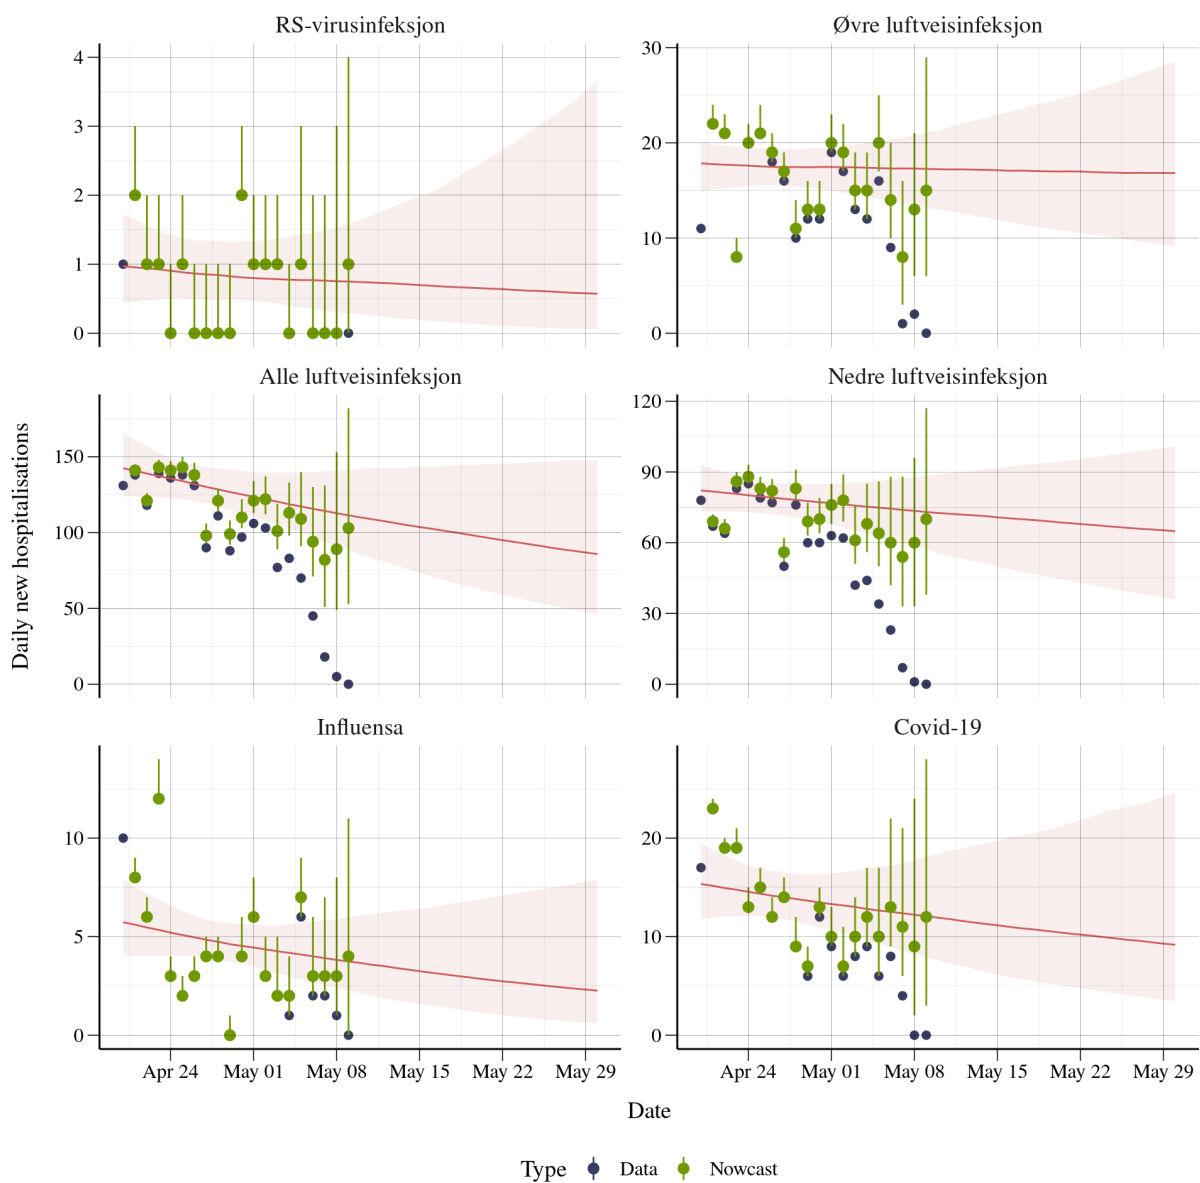 RS-virusinfeksjon
Øvre luftveisinfeksjon
4
3
2
1
0
30
20
10
0
Alle luftveisinfeksjon
Nedre luftveisinfeksjon
Daily new hospitalisations
150
100
50
0
120
90
60
30
0
Influensa
Covid-19
10
5
0
20
10
0
Apr 24 May 01 May 08 May 15 May 22 May 29
Apr 24 May 01 May 08 May 15 May 22 May 29
Date
Type Data Nowcast